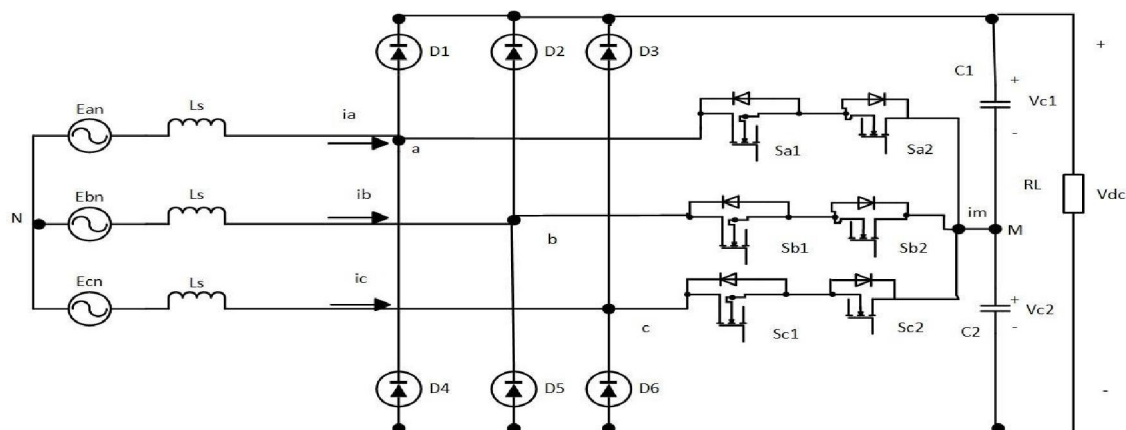 D1 D2 D3
C1
+
+
Ean Ls ia
Vc1
a
-
Sa1 Sa2
RL Vdc
N Ebn Ls ib
im M
b
Sb1 Sb2
Ecn Ls ic
+
Vc2
c
Sc1 Sc2 C2 -
D4 D5 D6
-